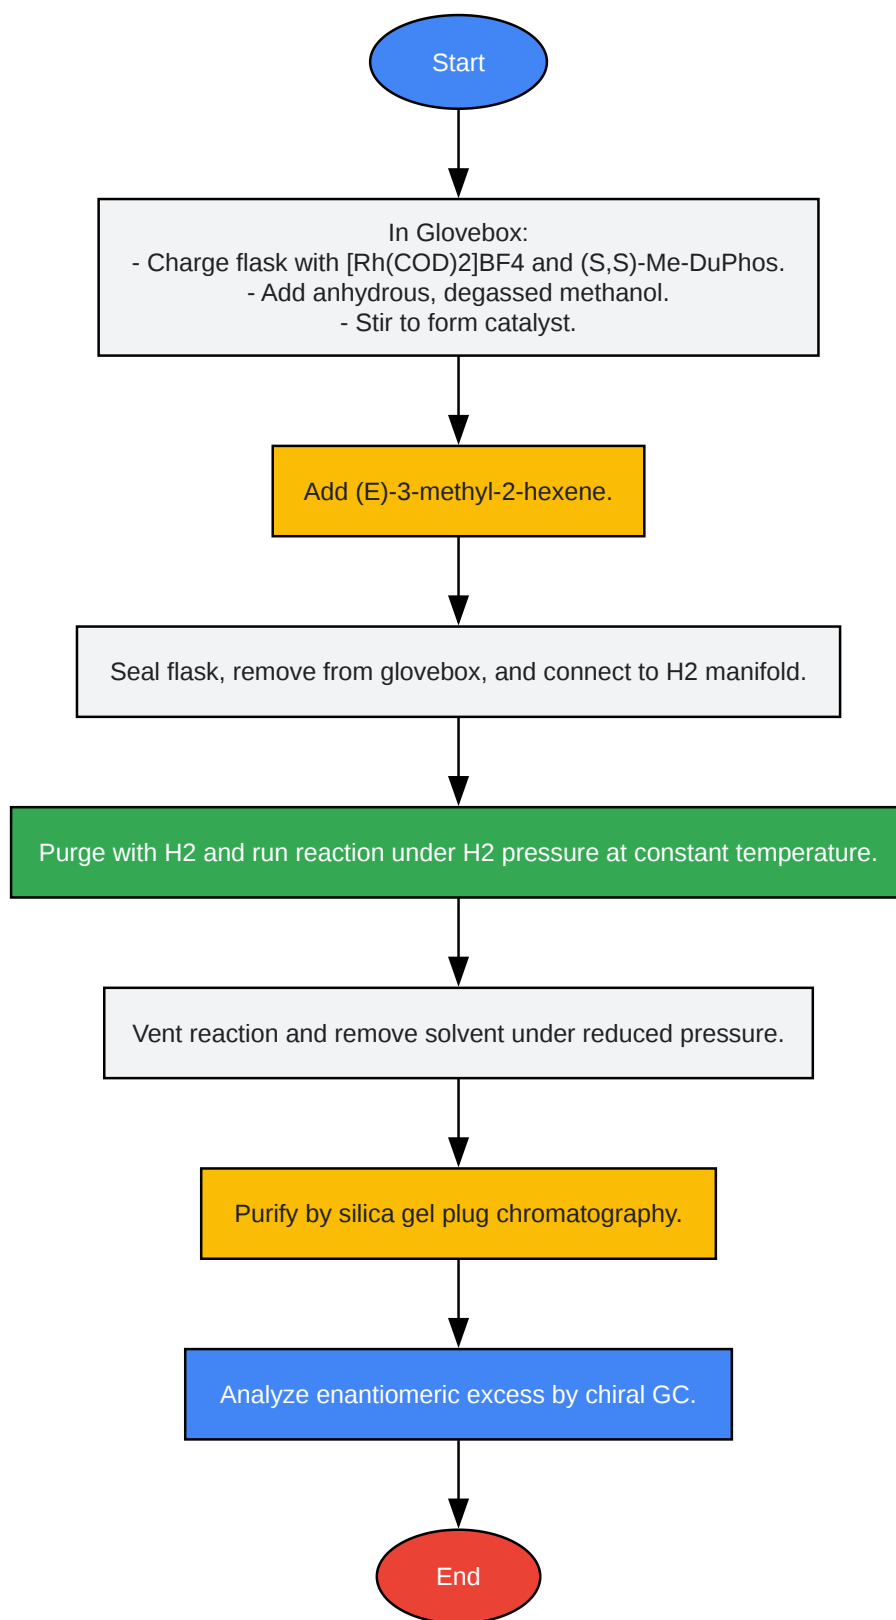 Start
In Glovebox:
- Charge flask with [Rh(COD)2]BF4 and (S,S)-Me-DuPhos.
- Add anhydrous, degassed methanol.
- Stir to form catalyst.
Add (E)-3-methyl-2-hexene.
Seal flask, remove from glovebox, and connect to H2 manifold.
Purge with H2 and run reaction under H2 pressure at constant temperature.
Vent reaction and remove solvent under reduced pressure.
Purify by silica gel plug chromatography.
Analyze enantiomeric excess by chiral GC.
End